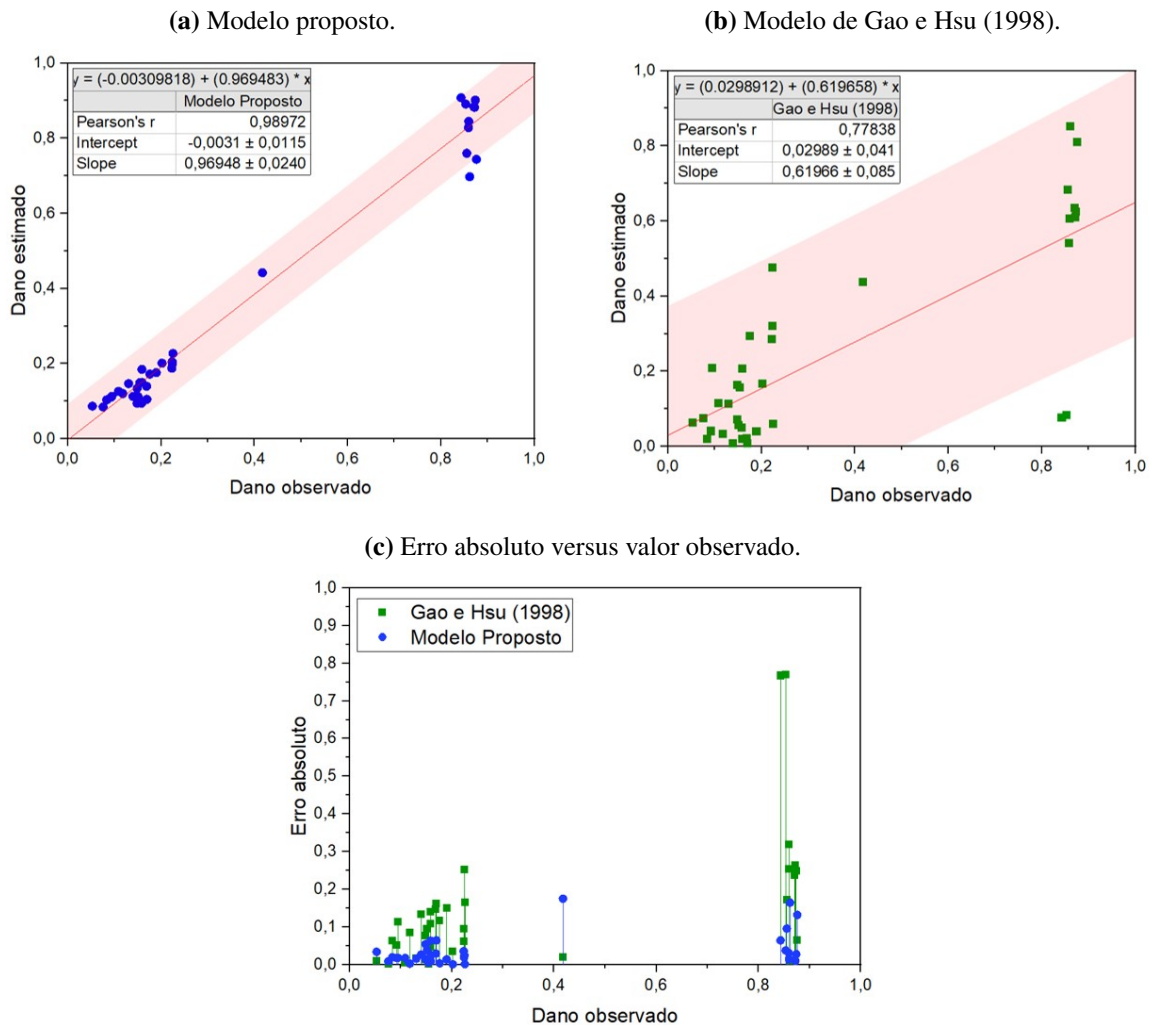 (a) Modelo proposto.
(b) Modelo de Gao e Hsu (1998).
1,0
0,8
0,6
0,4
0,2
0,0
0,0 0,2 0,4 0,6 0,8 1,0
Dano estimado
Dano observado
y = (-0.00309818) + (0.969483) * x
Modelo Proposto
Pearson's r 0,98972
Intercept -0,0031 ± 0,0115
Slope 0,96948 ± 0,0240
1,0
0,8
0,6
0,4
0,2
0,0
0,0 0,2 0,4 0,6 0,8 1,0
Dano estimado
Dano observado
y = (0.0298912) + (0.619658) * x
Gao e Hsu (1998)
Pearson's r 0,77838
Intercept 0,02989 ± 0,041
Slope 0,61966 ± 0,085
(c) Erro absoluto versus valor observado.
1,0
0,9
0,8
0,7
0,6
0,5
0,4
0,3
0,2
0,1
0,0
0,0 0,2 0,4 0,6 0,8 1,0
Erro absoluto
Gao e Hsu (1998)
Modelo Proposto
Dano observado